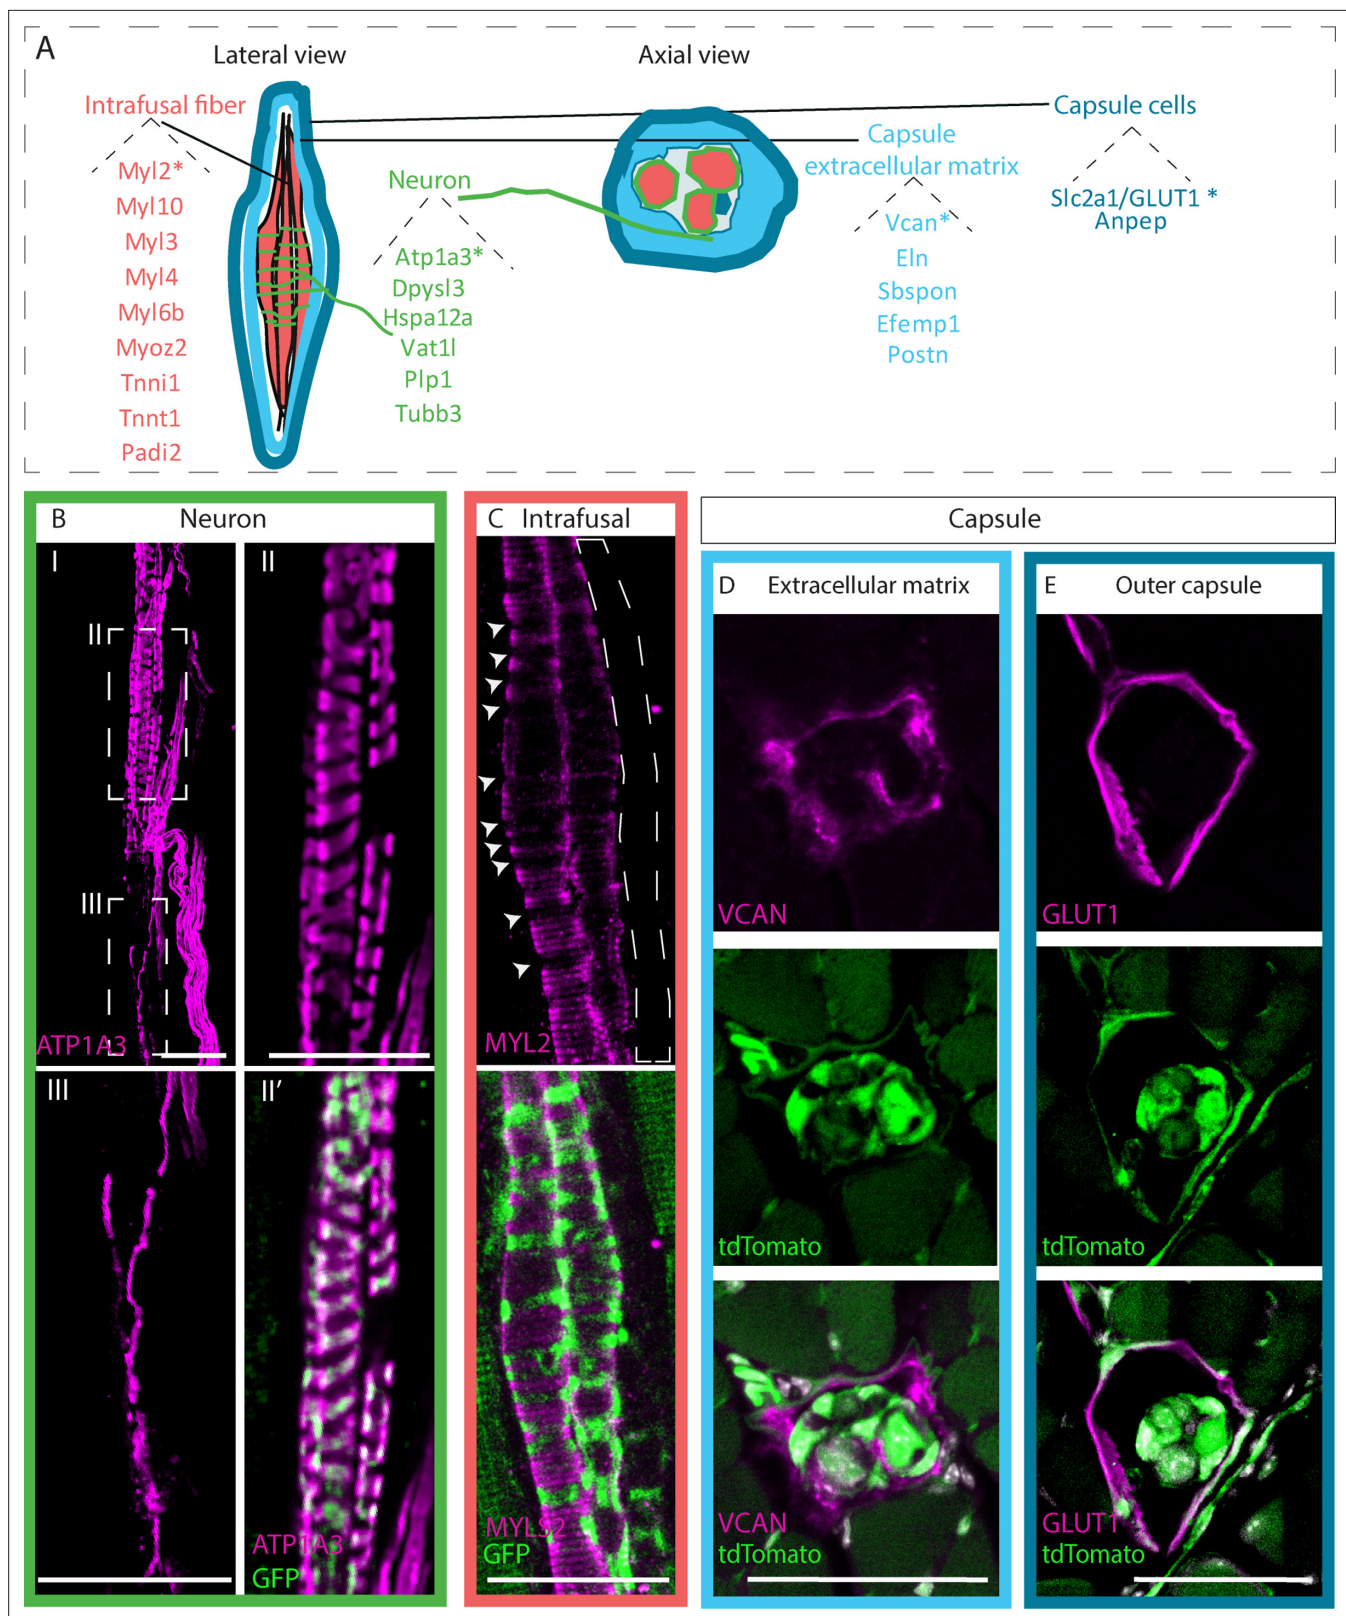 A
Lateral view
Axial view
Intrafusal fiber
Myl2*
Myl10
Myl3
Myl4
Myl6b
Myoz2
Tnni1
Tnnt1
Padi2
Neuron
Atp1a3*
Dpysl3
Hspa12a
Vat1l
Plp1
Tubb3
Capsule
extracellular matrix
Vcan*
Eln
Sbspon
Efemp1
Postn
Capsule cells
Slc2a1/GLUT1 *
Anpep
B Neuron
I
II
III
ATP1A3
II
III
II′
ATP1A3
GFP
C Intrafusal
MYL2
MYLS2
GFP
Capsule
D Extracellular matrix
VCAN
tdTomato
VCAN
tdTomato
E Outer capsule
GLUT1
tdTomato
GLUT1
tdTomato